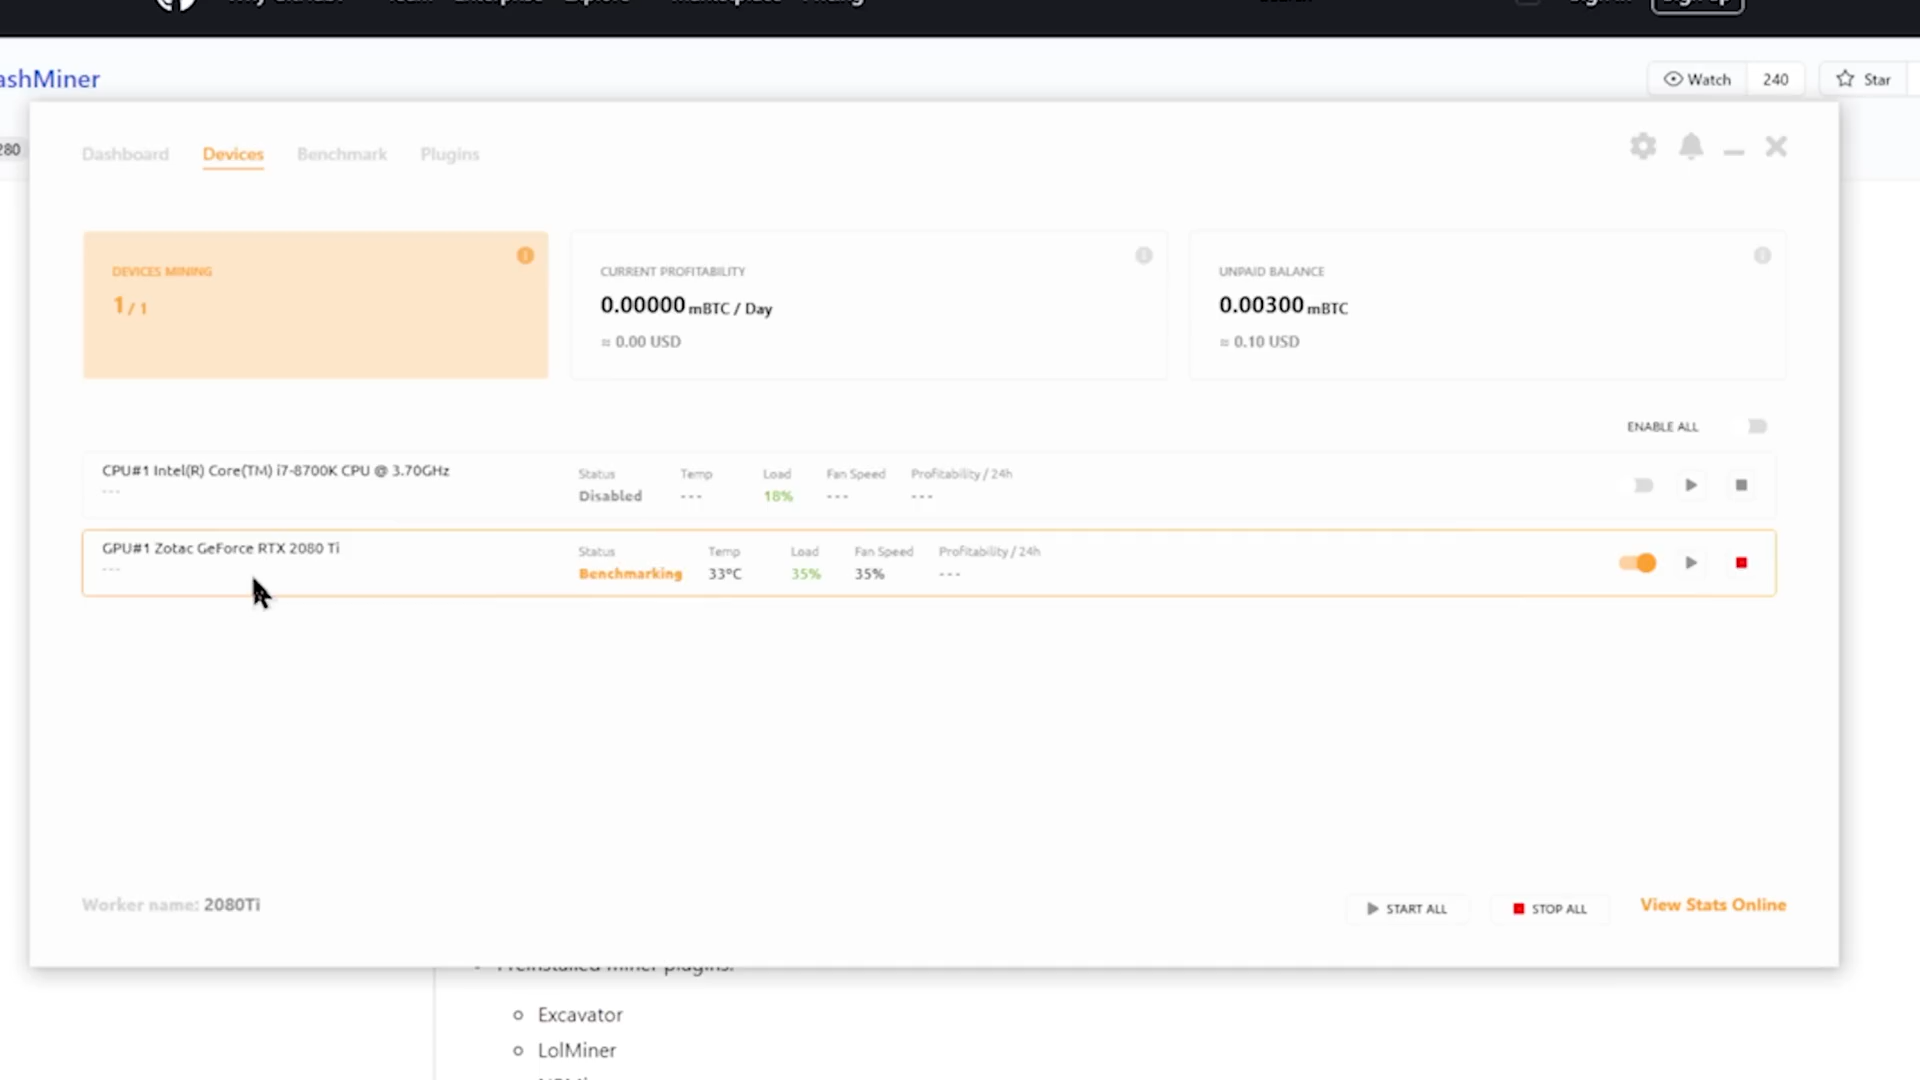 ashMiner
Watch 240 Star
280
Dashboard Devices Benchmark Plugins
DEVICES MINING
1 / 1
CURRENT PROFITABILITY
0.00000 mBTC / Day
≈ 0.00 USD
UNPAID BALANCE
0.00300 mBTC
≈ 0.10 USD
ENABLE ALL
CPU#1 Intel(R) Core(TM) i7-8700K CPU @ 3.70GHz
---
Status Temp Load Fan Speed Profitability / 24h
Disabled --- 18% --- ---
GPU#1 Zotac GeForce RTX 2080 Ti
---
Status Temp Load Fan Speed Profitability / 24h
Benchmarking 33°C 35% 35% ---
Worker name: 2080Ti
START ALL STOP ALL View Stats Online
Preinstalled miner plugins:
Excavator
LolMiner